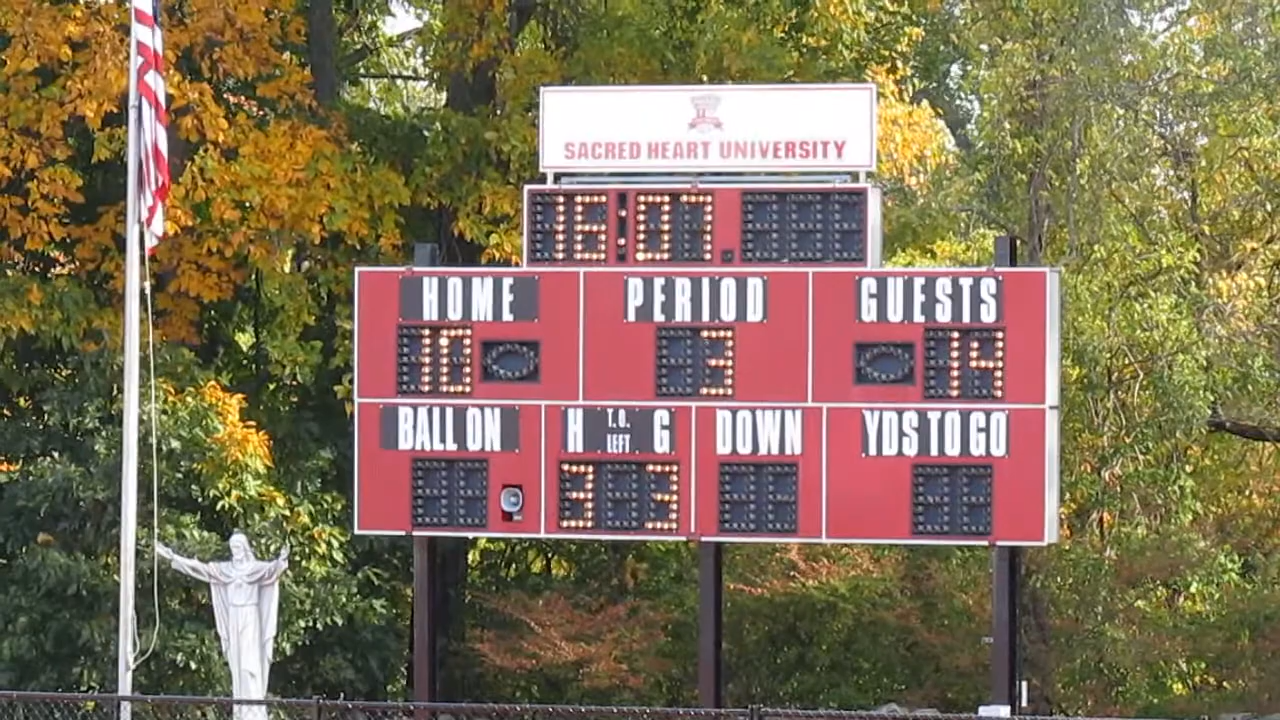 SACRED HEART UNIVERSITY
16:07
HOME PERIOD GUESTS
10 3 14
BALL ON H T.O. LEFT G DOWN YDS TO GO
3 3